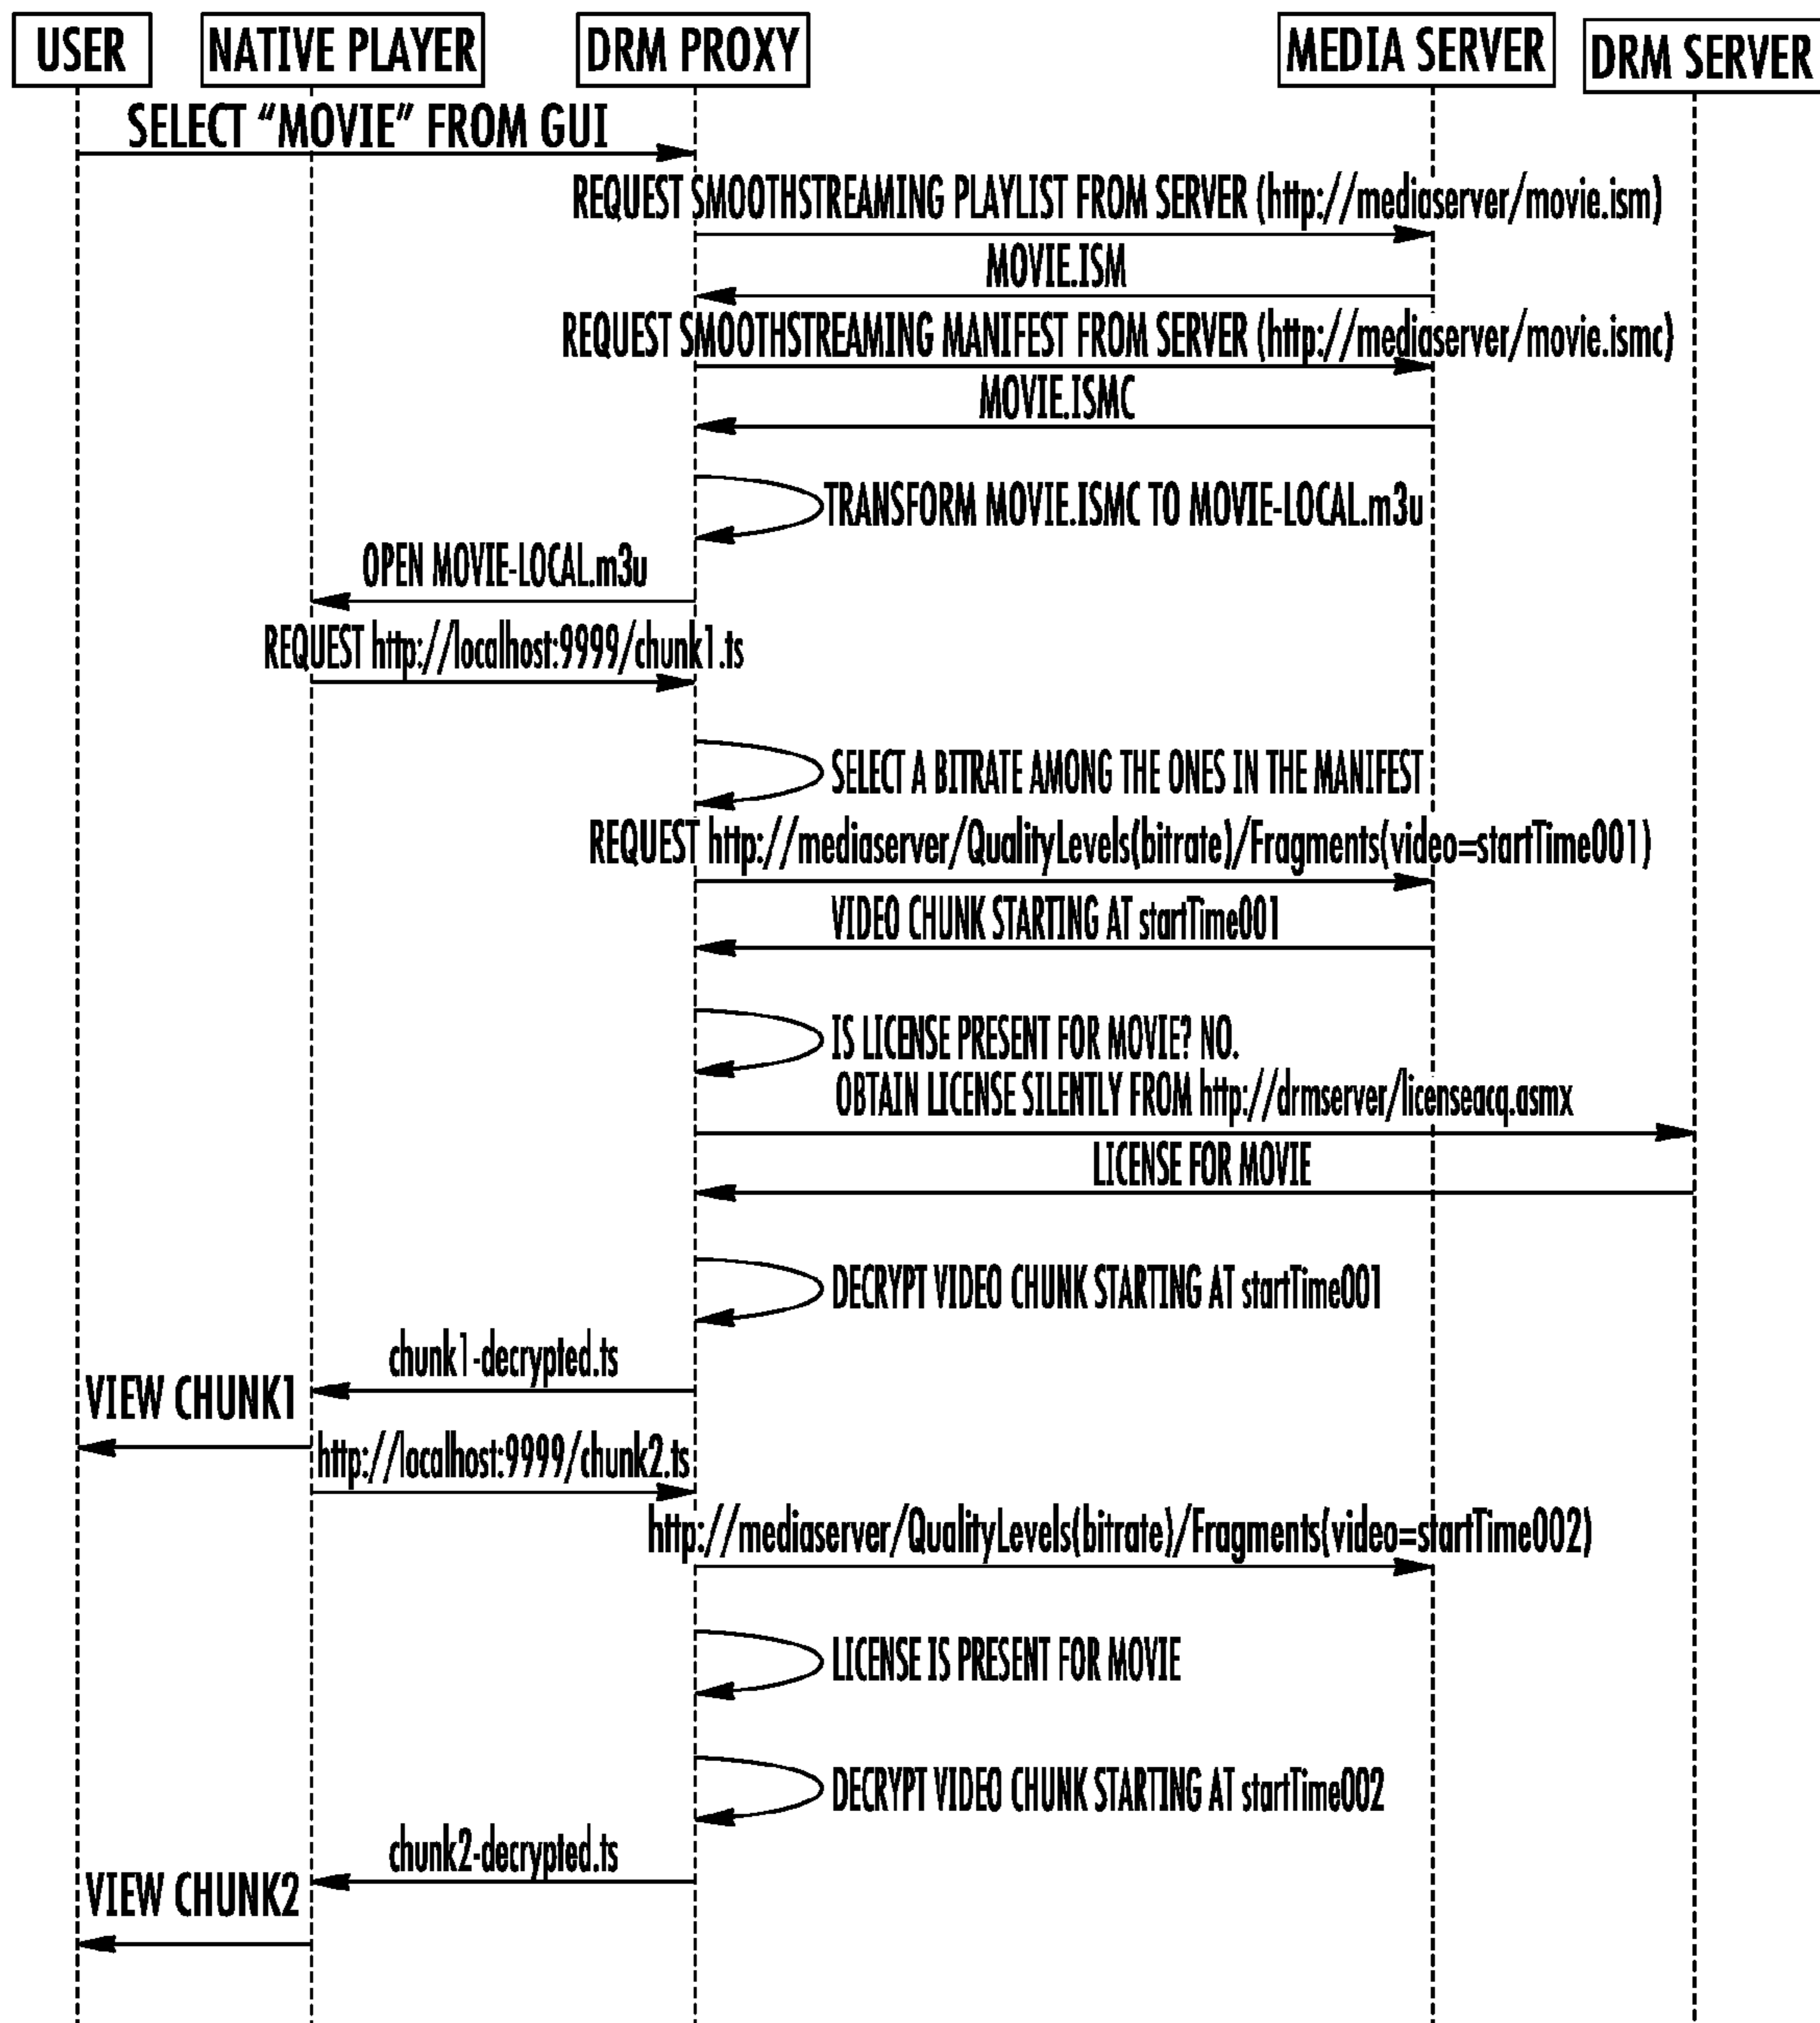 USER
NATIVE PLAYER
DRM PROXY
MEDIA SERVER
DRM SERVER
SELECT “MOVIE” FROM GUI
REQUEST SMOOTHSTREAMING PLAYLIST FROM SERVER (http://mediaserver/movie.ism)
MOVIE.ISM
REQUEST SMOOTHSTREAMING MANIFEST FROM SERVER (http://mediaserver/movie.ismc)
MOVIE.ISMC
TRANSFORM MOVIE.ISMC TO MOVIE-LOCAL.m3u
OPEN MOVIE-LOCAL.m3u
REQUEST http://localhost:9999/chunk1.ts
SELECT A BITRATE AMONG THE ONES IN THE MANIFEST
REQUEST http://mediaserver/QualityLevels(bitrate)/Fragments(video=startTime001)
VIDEO CHUNK STARTING AT startTime001
IS LICENSE PRESENT FOR MOVIE? NO.
OBTAIN LICENSE SILENTLY FROM http://drmserver/licenseacq.asmx
LICENSE FOR MOVIE
DECRYPT VIDEO CHUNK STARTING AT startTime001
chunk1-decrypted.ts
VIEW CHUNK1
http://localhost:9999/chunk2.ts
http://mediaserver/QualityLevels(bitrate)/Fragments(video=startTime002)
LICENSE IS PRESENT FOR MOVIE
DECRYPT VIDEO CHUNK STARTING AT startTime002
chunk2-decrypted.ts
VIEW CHUNK2